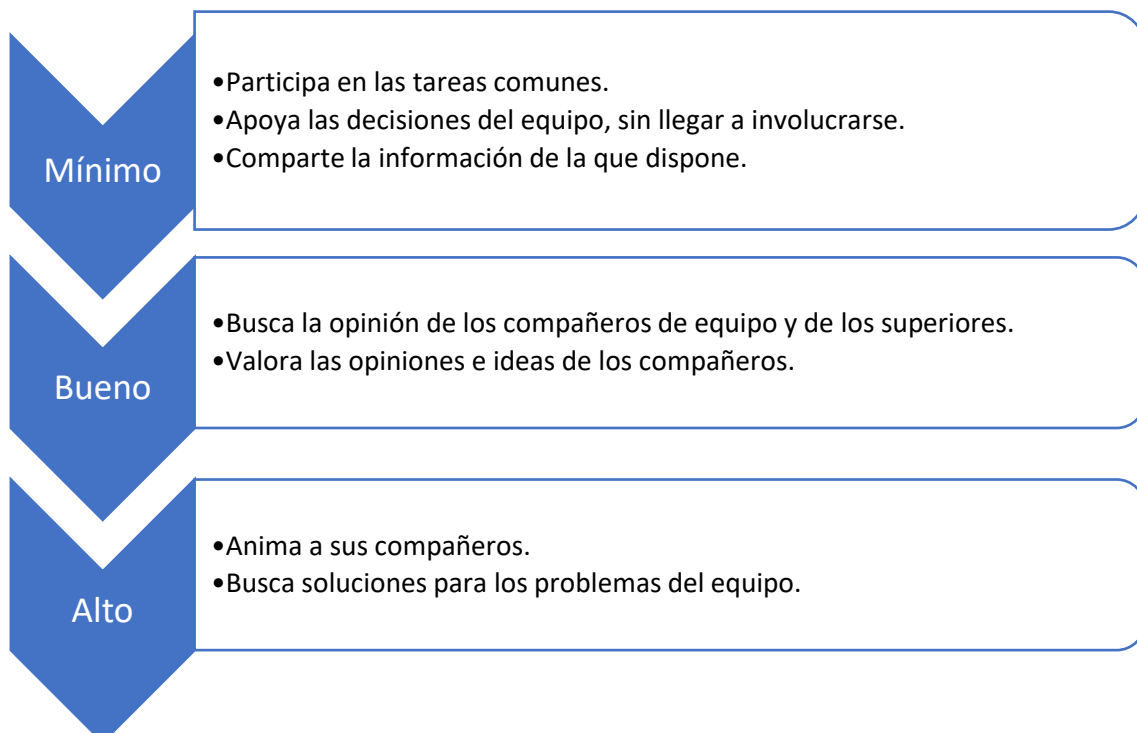 Mínimo
•Participa en las tareas comunes.
•Apoya las decisiones del equipo, sin llegar a involucrarse.
•Comparte la información de la que dispone.
Bueno
•Busca la opinión de los compañeros de equipo y de los superiores.
•Valora las opiniones e ideas de los compañeros.
Alto
•Anima a sus compañeros.
•Busca soluciones para los problemas del equipo.